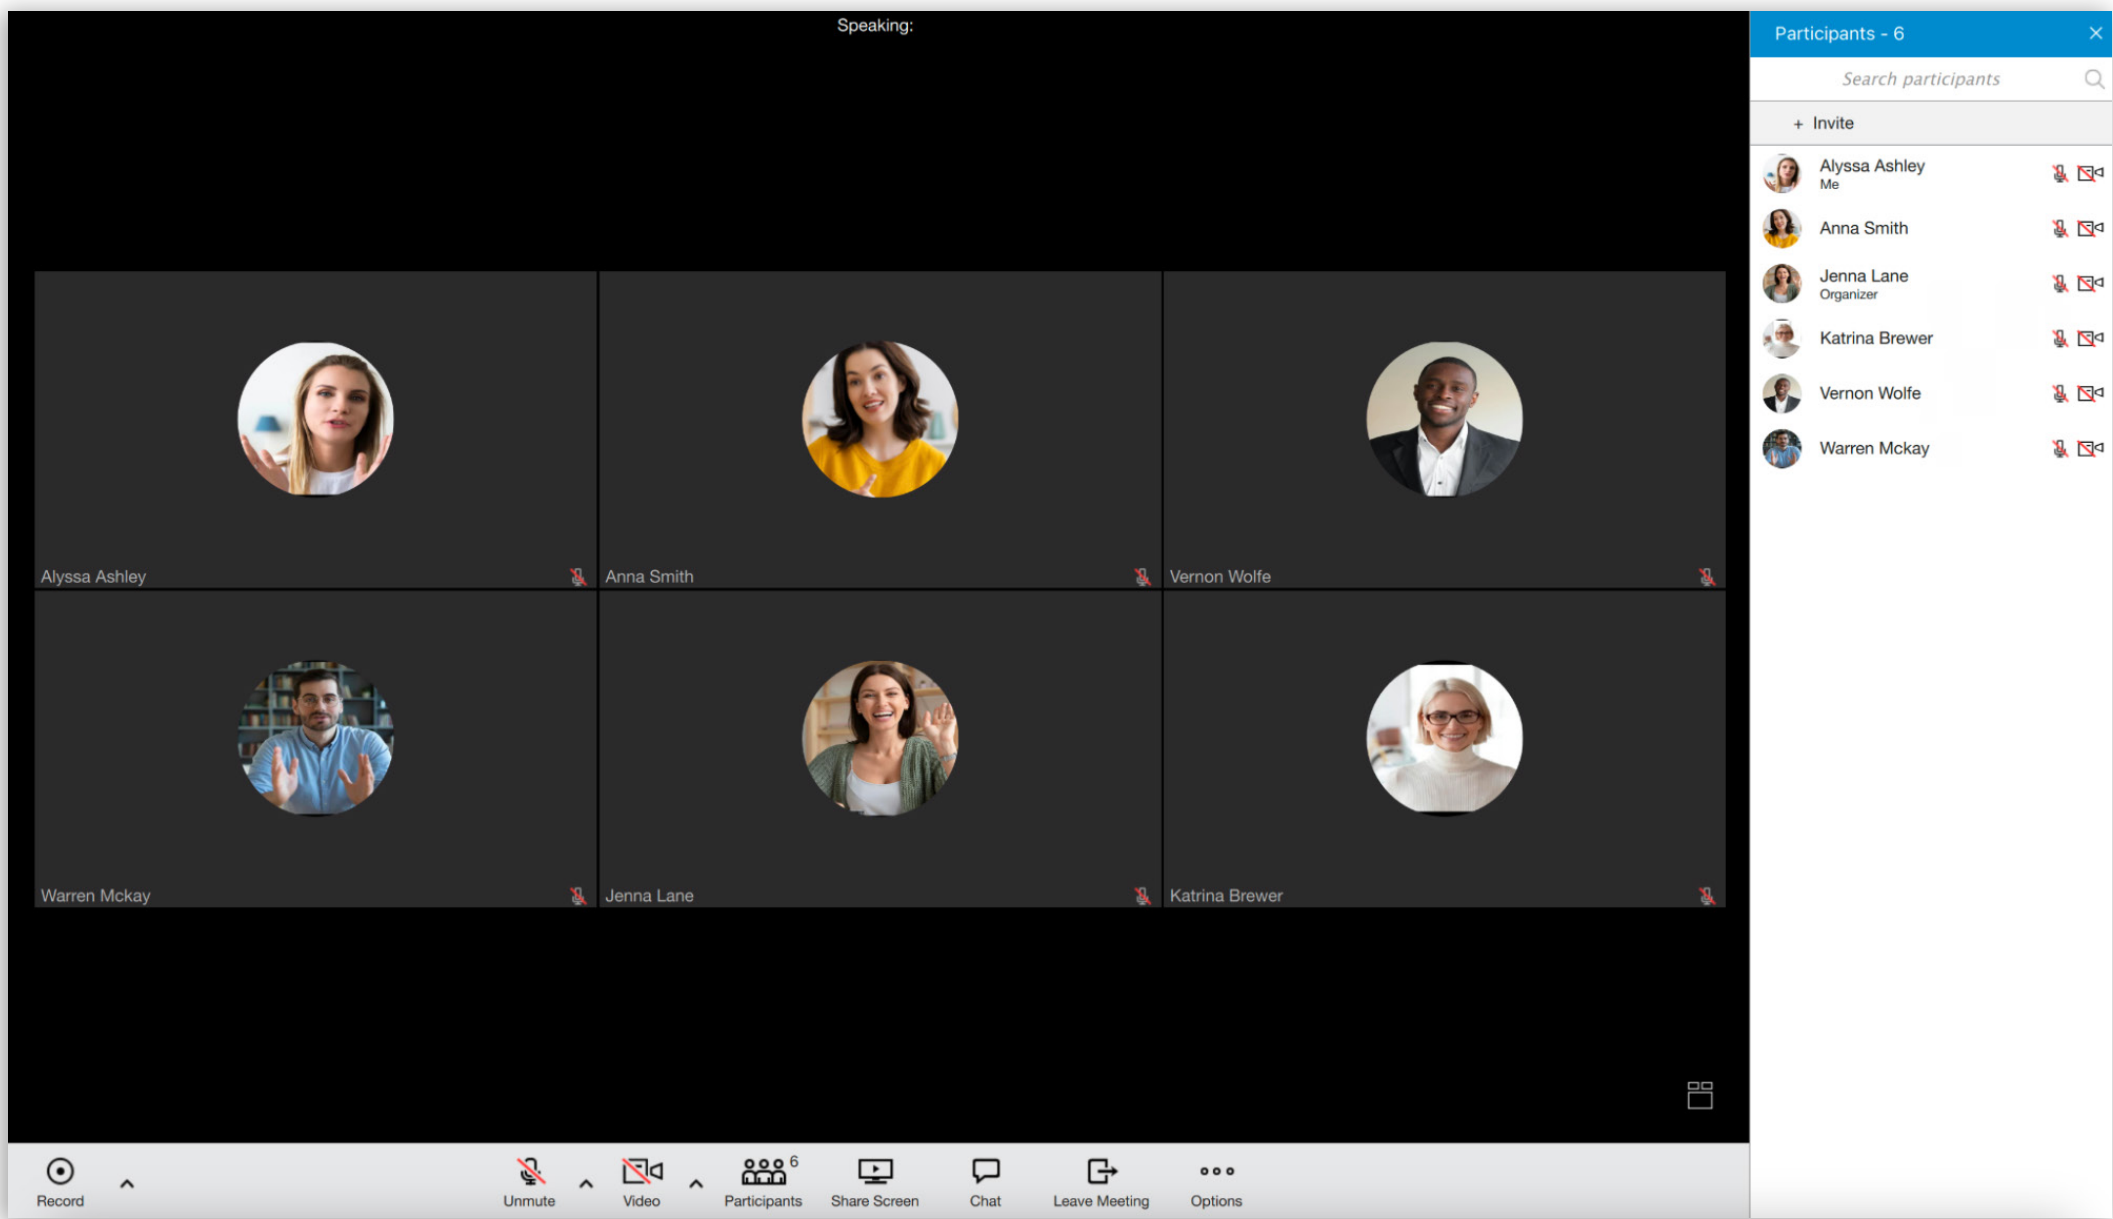 Speaking:
Alyssa Ashley
Anna Smith
Vernon Wolfe
Warren Mckay
Jenna Lane
Katrina Brewer
Record
Unmute
Video
Participants
6
Share Screen
Chat
Leave Meeting
Options
Participants - 6
Search participants
+ Invite
Alyssa Ashley
Me
Anna Smith
Jenna Lane
Organizer
Katrina Brewer
Vernon Wolfe
Warren Mckay